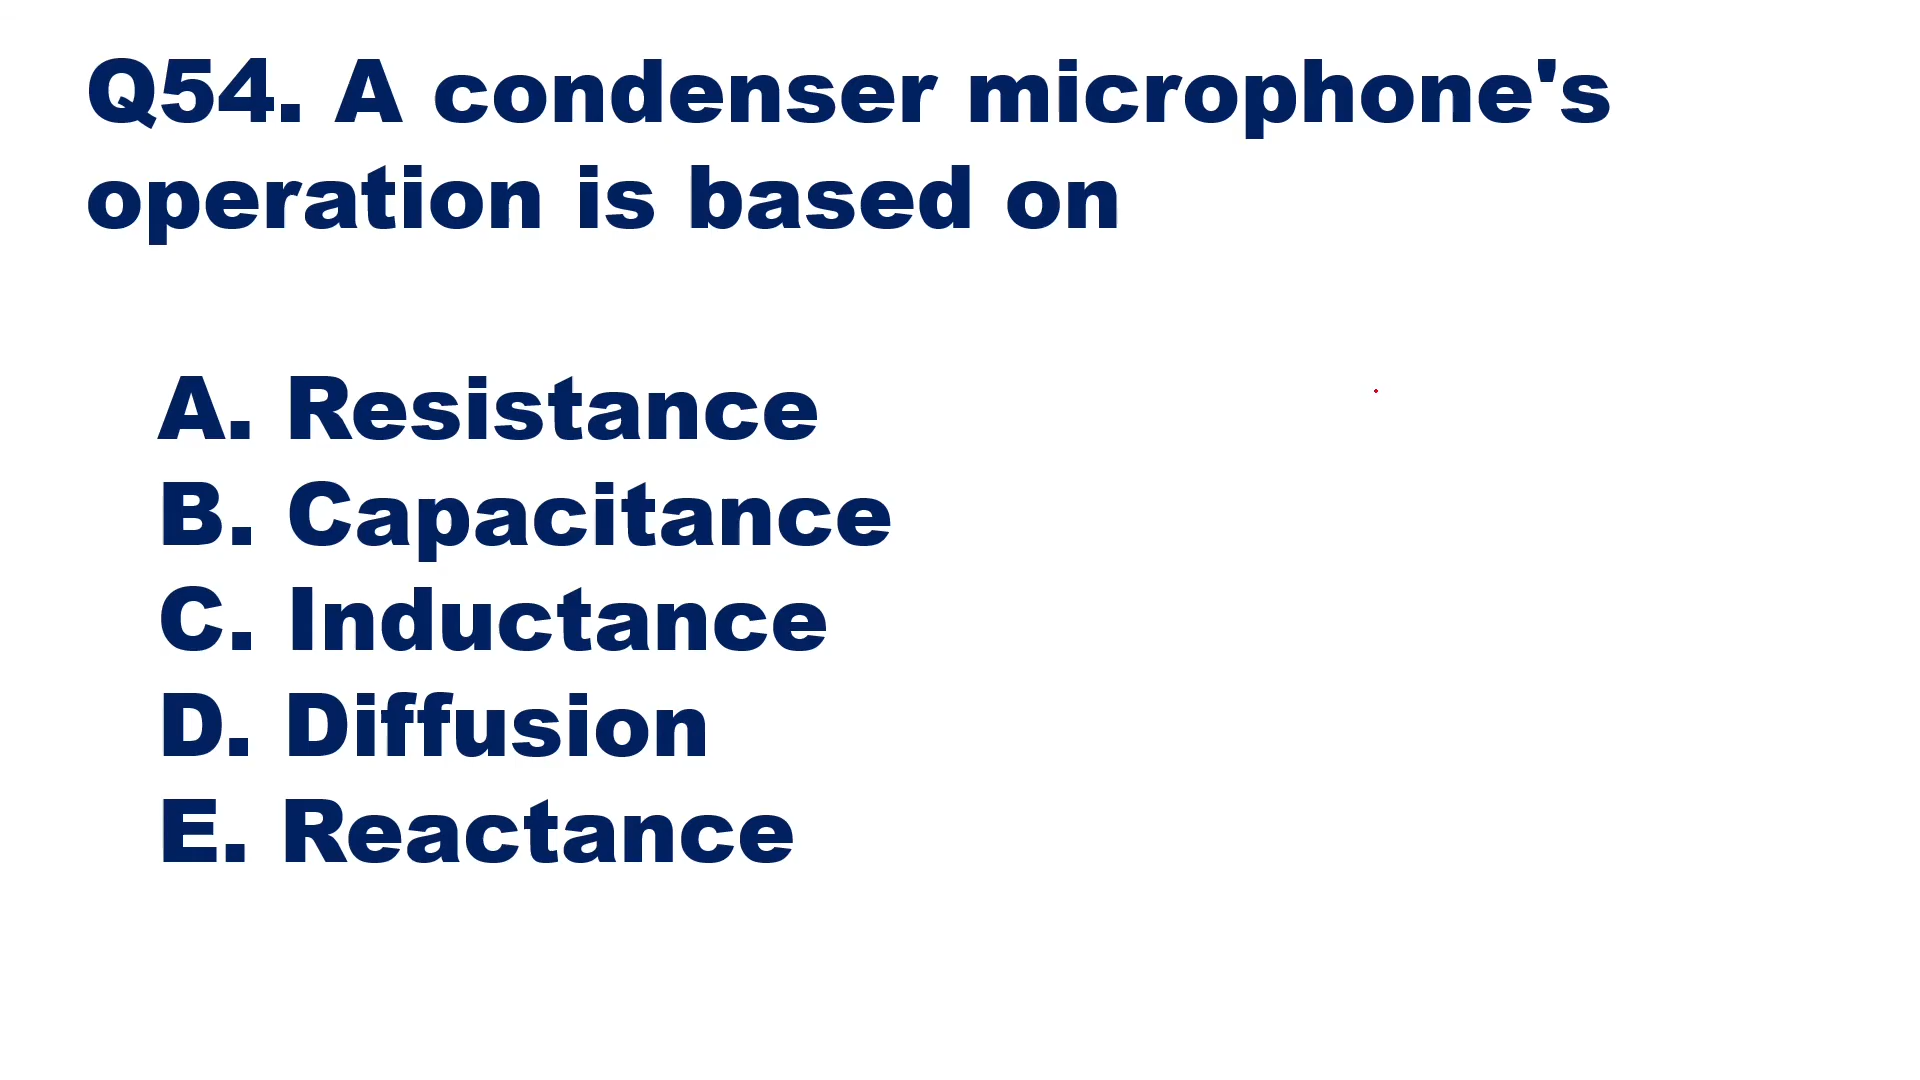 Q54. A condenser microphone's
operation is based on
A. Resistance
B. Capacitance
C. Inductance
D. Diffusion
E. Reactance